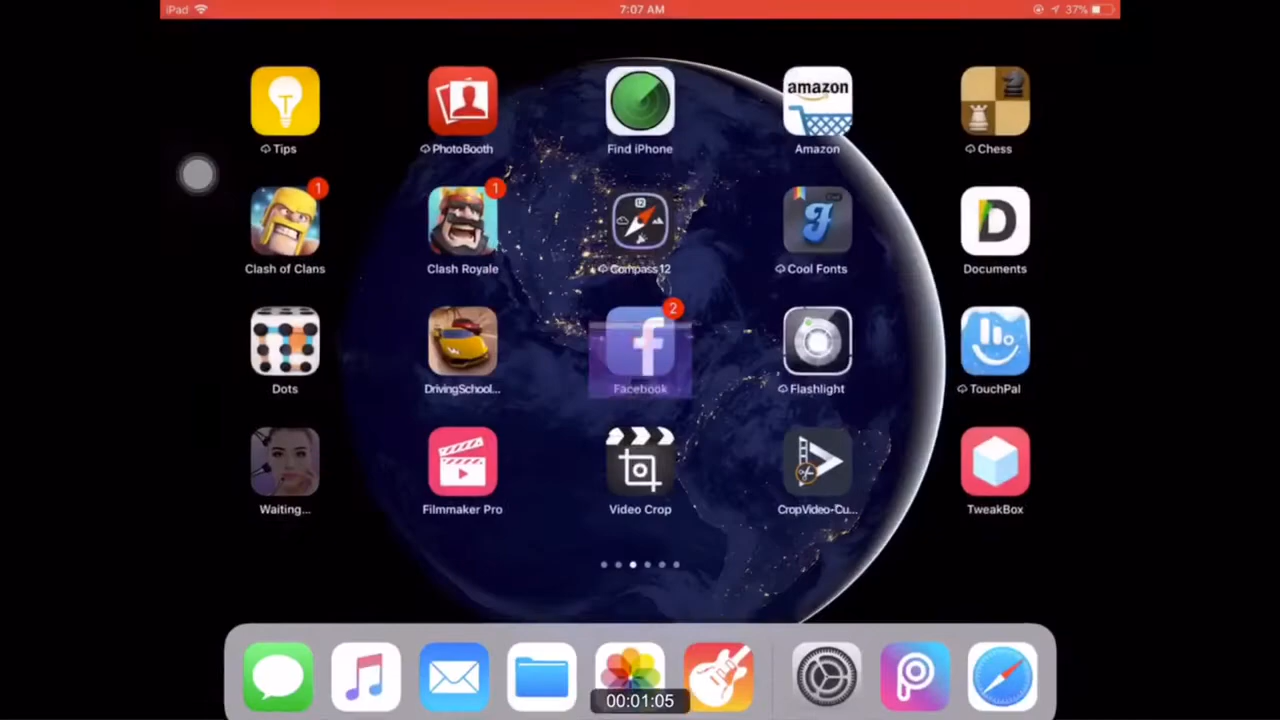 iPad 7:07 AM 37%
amazon
Tips PhotoBooth Find iPhone Amazon Chess
1 1
Clash of Clans Clash Royale Compass12 Cool Fonts Documents
2
Dots DrivingSchool... Facebook Flashlight TouchPal
Waiting... Filmmaker Pro Video Crop CropVideo-Cu... TweakBox
00:01:05